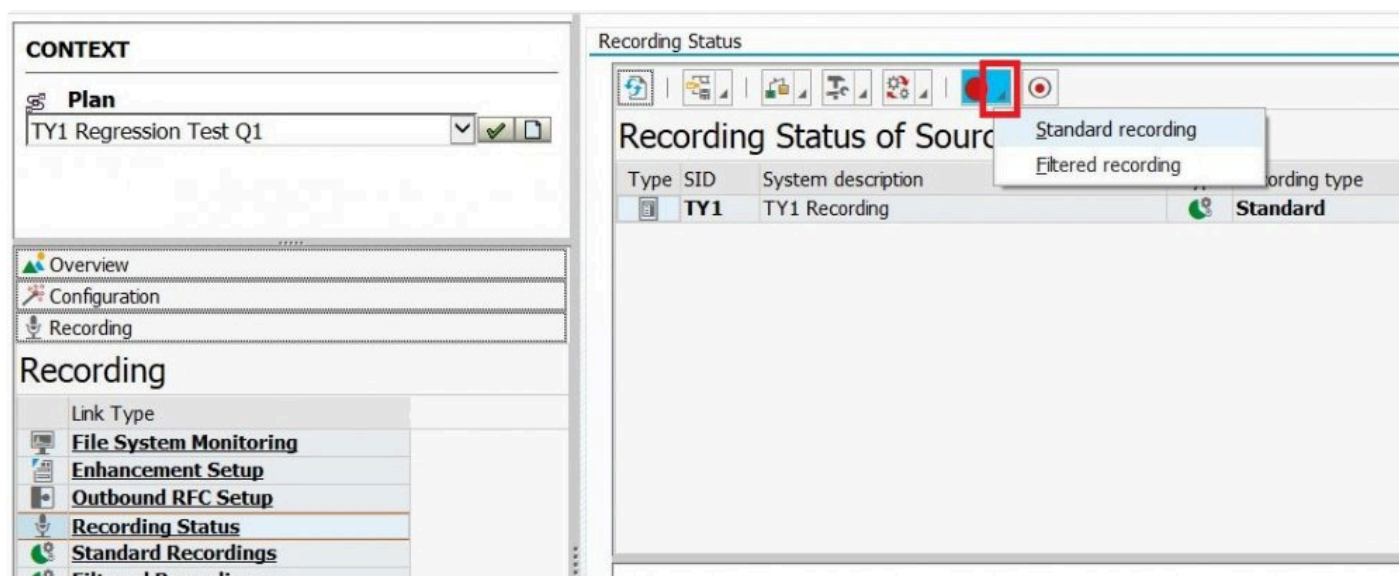 CONTEXT
Plan
TY1 Regression Test Q1
Overview
Configuration
Recording
Recording
Link Type
File System Monitoring
Enhancement Setup
Outbound RFC Setup
Recording Status
Standard Recordings
Recording Status
Standard recording
Filtered recording
Recording Status of Sourc
Type SID System description ording type
TY1 TY1 Recording Standard